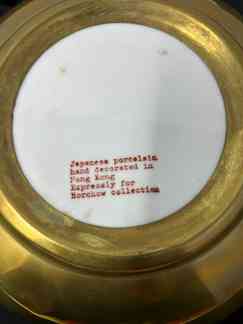 Japanese porcelain
hand decorated in
Hong Kong
Expressly for
Horchow collection